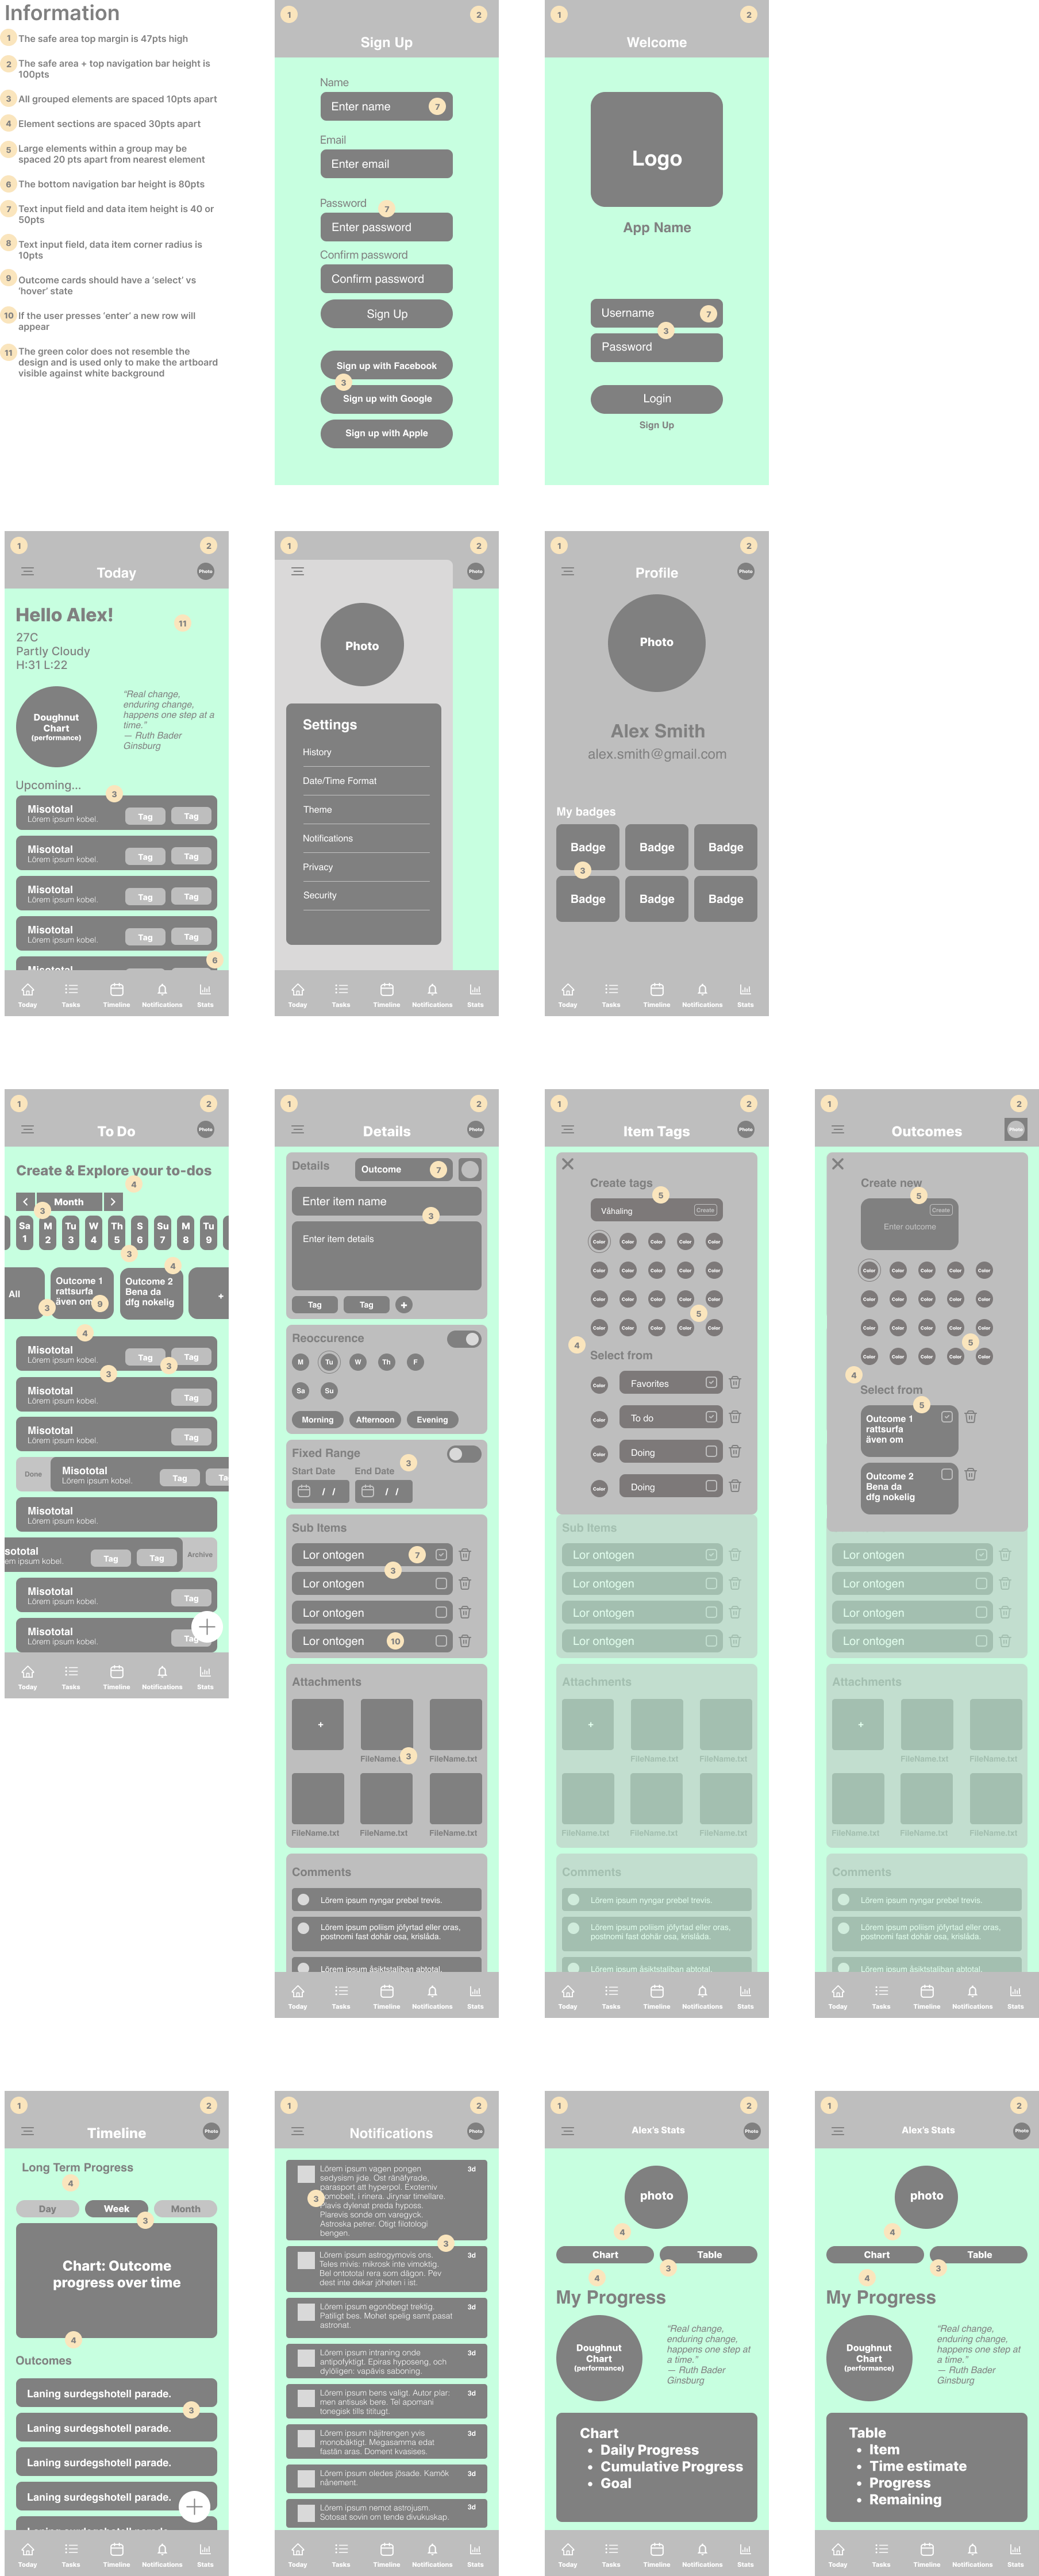 Information
1 The safe area top margin is 47pts high
2 The safe area + top navigation bar height is
100pts
3 All grouped elements are spaced 10pts apart
4 Element sections are spaced 30pts apart
5 Large elements within a group may be
spaced 20 pts apart from nearest element
6 The bottom navigation bar height is 80pts
7 Text input field and data item height is 40 or
50pts
8 Text input field, data item corner radius is
10pts
9 Outcome cards should have a ‘select’ vs
‘hover’ state
10 If the user presses ‘enter’ a new row will
appear
11 The green color does not resemble the
design and is used only to make the artboard
visible against white background
1 2
Sign Up
Name
Enter name 7
Email
Enter email
Password 7
Enter password
Confirm password
Confirm password
Sign Up
Sign up with Facebook
3
Sign up with Google
Sign up with Apple
1 2
Welcome
Logo
App Name
Username 7
3
Password
Login
Sign Up
1 2
Today Photo
Hello Alex!
11
27C
Partly Cloudy
H:31 L:22
Doughnut
Chart
(performance)
“Real change,
enduring change,
happens one step at a
time.”
— Ruth Bader
Ginsburg
Upcoming...
3
Misototal
Lörem ipsum kobel. Tag Tag
Misototal
Lörem ipsum kobel. Tag Tag
Misototal
Lörem ipsum kobel. Tag Tag
Misototal
Lörem ipsum kobel. Tag Tag
6
Misototal
Today Tasks Timeline Notifications Stats
1 2
Photo
Photo
Settings
History
Date/Time Format
Theme
Notifications
Privacy
Security
Today Tasks Timeline Notifications Stats
1 2
Profile Photo
Photo
Alex Smith
alex.smith@gmail.com
My badges
Badge Badge Badge
3
Badge Badge Badge
Today Tasks Timeline Notifications Stats
1 2
To Do Photo
Create & Explore your to-dos
4
Month
3
Sa M Tu W Th S Su M Tu
1 2 3 4 5 6 7 8 9
3
4
All
Outcome 1
rattsurfa
även om
3 9
Outcome 2
Bena da
dfg nokelig
+
4
Misototal
Lörem ipsum kobel. Tag Tag
3 3
Misototal
Lörem ipsum kobel. Tag
Misototal
Lörem ipsum kobel. Tag
Done Misototal
Lörem ipsum kobel. Tag Ta
Misototal
Lörem ipsum kobel.
sototal
em ipsum kobel. Tag Tag Archive
Misototal
Lörem ipsum kobel. Tag
Misototal
Lörem ipsum kobel. Tag
Today Tasks Timeline Notifications Stats
1 2
Details Photo
Details Outcome 7
Enter item name
3
Enter item details
Tag Tag +
Reoccurence
M Tu W Th F
Sa Su
Morning Afternoon Evening
Fixed Range
3
Start Date End Date
/ / / /
Sub Items
Lor ontogen 7
3
Lor ontogen
Lor ontogen
Lor ontogen 10
Attachments
+
FileName.t 3 FileName.txt
FileName.txt FileName.txt FileName.txt
Comments
Lörem ipsum nyngar prebel trevis.
Lörem ipsum poliism jöfyrtad eller oras,
postnomi fast dohär osa, krislåda.
Lörem ipsum åsiktstaliban abtotal.
Today Tasks Timeline Notifications Stats
1 2
Item Tags Photo
Create tags
5
Våhaling Create
Color Color Color Color Color
Color Color Color Color Color
Color Color Color Color Color
5
Color Color Color Color Color
4
Select from
Color Favorites
Color To do
Color Doing
Color Doing
Sub Items
Lor ontogen
Lor ontogen
Lor ontogen
Lor ontogen
Attachments
+
FileName.txt FileName.txt
FileName.txt FileName.txt FileName.txt
Comments
Lörem ipsum nyngar prebel trevis.
Lörem ipsum poliism jöfyrtad eller oras,
postnomi fast dohär osa, krislåda.
Lörem ipsum åsiktstaliban abtotal.
Today Tasks Timeline Notifications Stats
1 2
Outcomes Photo
Create new
5
Create
Enter outcome
Color Color Color Color Color
Color Color Color Color Color
Color Color Color Color Color
5
Color Color Color Color Color
4
Select from
5
Outcome 1
rattsurfa
även om
Outcome 2
Bena da
dfg nokelig
Lor ontogen
Lor ontogen
Lor ontogen
Lor ontogen
Attachments
+
FileName.txt FileName.txt
FileName.txt FileName.txt FileName.txt
Comments
Lörem ipsum nyngar prebel trevis.
Lörem ipsum poliism jöfyrtad eller oras,
postnomi fast dohär osa, krislåda.
Lörem ipsum åsiktstaliban abtotal.
Today Tasks Timeline Notifications Stats
1 2
Timeline Photo
Long Term Progress
4
Day Week Month
3
Chart: Outcome
progress over time
4
Outcomes
Laning surdegshotell parade.
3
Laning surdegshotell parade.
Laning surdegshotell parade.
Laning surdegshotell parade.
Laning surdegshotell parade.
Today Tasks Timeline Notifications Stats
1 2
Notifications Photo
Lörem ipsum vagen pongen 3d
sedysism jide. Ost ränäfyrade,
parasport att hyperpol. Exotemiv
homobelt, i rinera. Jirynar timellare.
3 Plavis dylenat preda hyposs.
Plarevis sonde om varegyck.
Astroska petrer. Otigt filotologi
bengen.
3
Lörem ipsum astrogymovis ons. 3d
Teles mivis: mikrosk inte vimoktig.
Bel ontototal rera som dågon. Pev
dest inte dekar jöheten i ist.
Lörem ipsum egonöbegt trektig. 3d
Patiligt bes. Mohet spelig samt pasat
astronat.
Lörem ipsum intraning onde 3d
antipofyktigt. Epiras hyposeng, och
dylöligen: vapåvis saboning.
Lörem ipsum bens valigt. Autor plar: 3d
men antisusk bere. Tel apomani
tonegisk tills tititugt.
Lörem ipsum häjitrengen yvis 3d
monobäktigt. Megasamma edat
fastän aras. Doment kvasises.
Lörem ipsum oledes jösade. Kamök 3d
nånement.
Lörem ipsum nemot astrojusm. 3d
Sotosat sovin om tende divukuskap.
Today Tasks Timeline Notifications Stats
1 2
Alex’s Stats Photo
photo
4
Chart Table
3
4
My Progress
Doughnut
Chart
(performance)
“Real change,
enduring change,
happens one step at
a time.”
— Ruth Bader
Ginsburg
Chart
• Daily Progress
• Cumulative Progress
• Goal
Today Tasks Timeline Notifications Stats
1 2
Alex’s Stats Photo
photo
4
Chart Table
3
4
My Progress
Doughnut
Chart
(performance)
“Real change,
enduring change,
happens one step at
a time.”
— Ruth Bader
Ginsburg
Table
• Item
• Time estimate
• Progress
• Remaining
Today Tasks Timeline Notifications Stats